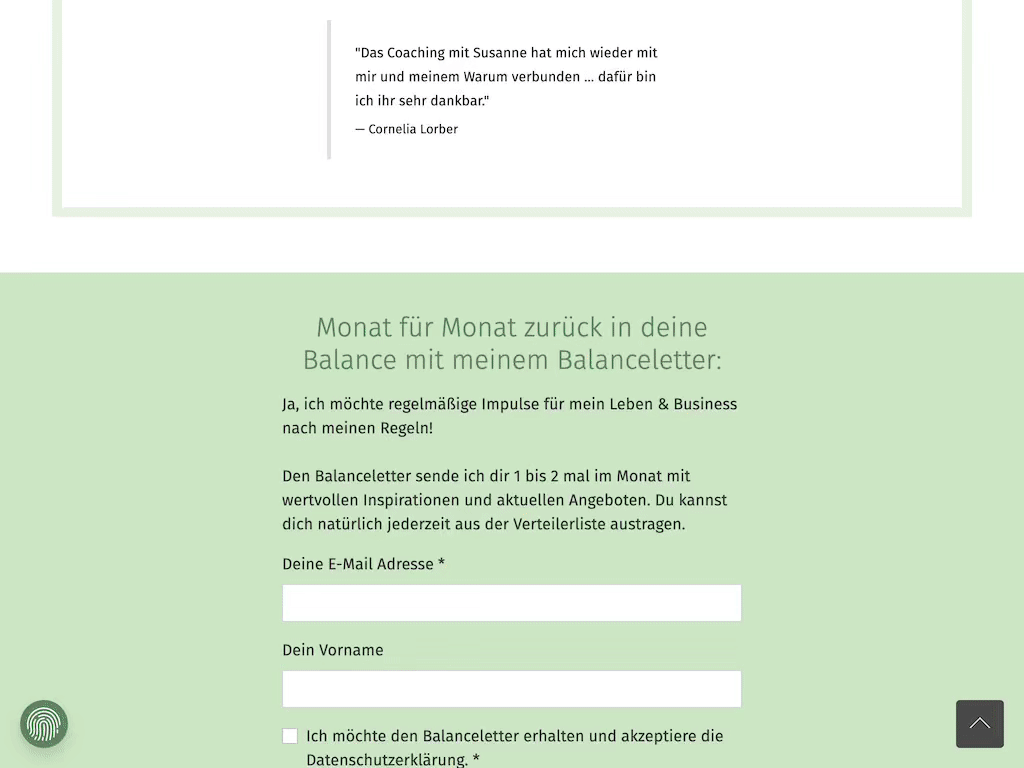 "Das Coaching mit Susanne hat mich wieder mit
mir und meinem Warum verbunden ... dafür bin
ich ihr sehr dankbar."
— Cornelia Lorber
Monat für Monat zurück in deine
Balance mit meinem Balanceletter:
Ja, ich möchte regelmäßige Impulse für mein Leben & Business
nach meinen Regeln!
Den Balanceletter sende ich dir 1 bis 2 mal im Monat mit
wertvollen Inspirationen und aktuellen Angeboten. Du kannst
dich natürlich jederzeit aus der Verteilerliste austragen.
Deine E-Mail Adresse *
Dein Vorname
Ich möchte den Balanceletter erhalten und akzeptiere die
Datenschutzerklärung. *